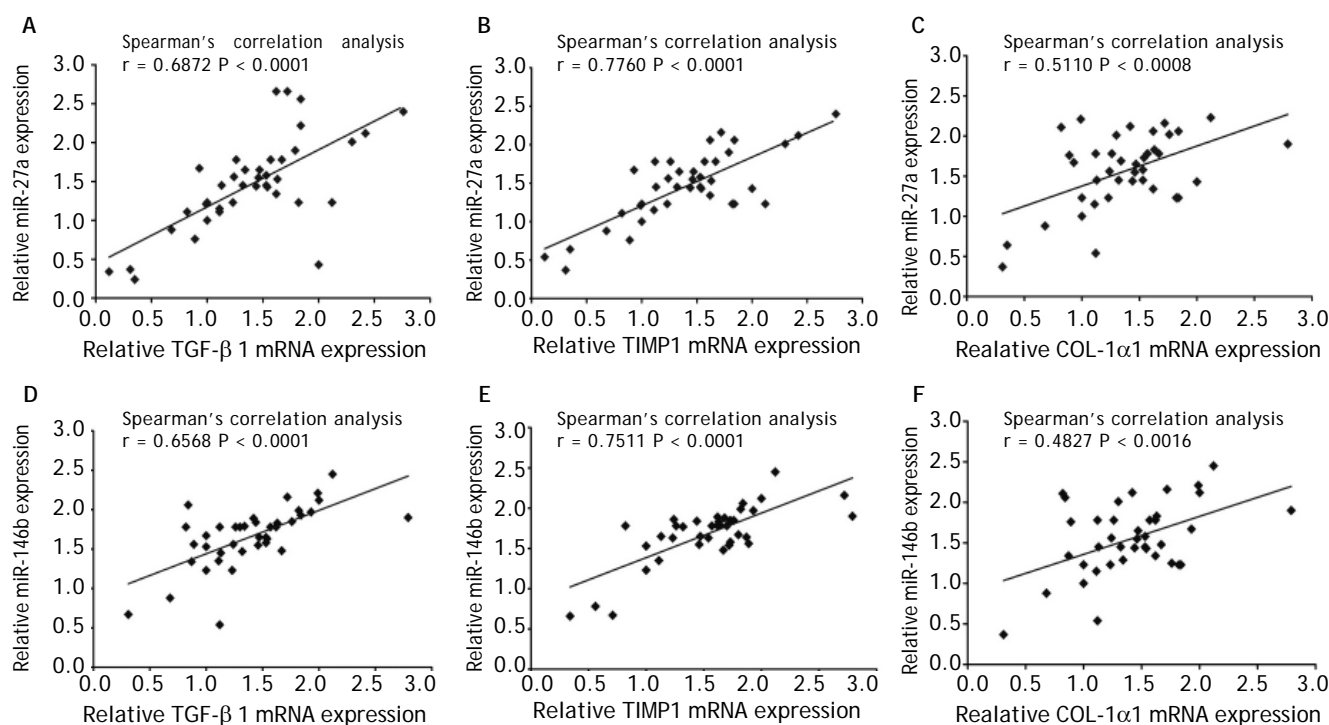 A
Spearman's correlation analysis
r = 0.6872 P < 0.0001
Relative miR-27a expression
3.0
2.5
2.0
1.5
1.0
0.5
0.0
0.0 0.5 1.0 1.5 2.0 2.5 3.0
Relative TGF-β 1 mRNA expression
B
Spearman's correlation analysis
r = 0.7760 P < 0.0001
Relative miR-27a expression
3.0
2.5
2.0
1.5
1.0
0.5
0.0
0.0 0.5 1.0 1.5 2.0 2.5 3.0
Relative TIMP1 mRNA expression
C
Spearman's correlation analysis
r = 0.5110 P < 0.0008
Relative miR-27a expression
3.0
2.5
2.0
1.5
1.0
0.5
0.0
0.0 0.5 1.0 1.5 2.0 2.5 3.0
Realative COL-1α1 mRNA expression
D
Spearman's correlation analysis
r = 0.6568 P < 0.0001
Relative miR-146b expression
3.0
2.5
2.0
1.5
1.0
0.5
0.0
0.0 0.5 1.0 1.5 2.0 2.5 3.0
Relative TGF-β 1 mRNA expression
E
Spearman's correlation analysis
r = 0.7511 P < 0.0001
Relative miR-146b expression
3.0
2.5
2.0
1.5
1.0
0.5
0.0
0.0 0.5 1.0 1.5 2.0 2.5 3.0
Relative TIMP1 mRNA expression
F
Spearman's correlation analysis
r = 0.4827 P < 0.0016
Relative miR-146b expression
3.0
2.5
2.0
1.5
1.0
0.5
0.0
0.0 0.5 1.0 1.5 2.0 2.5 3.0
Realative COL-1α1 mRNA expression